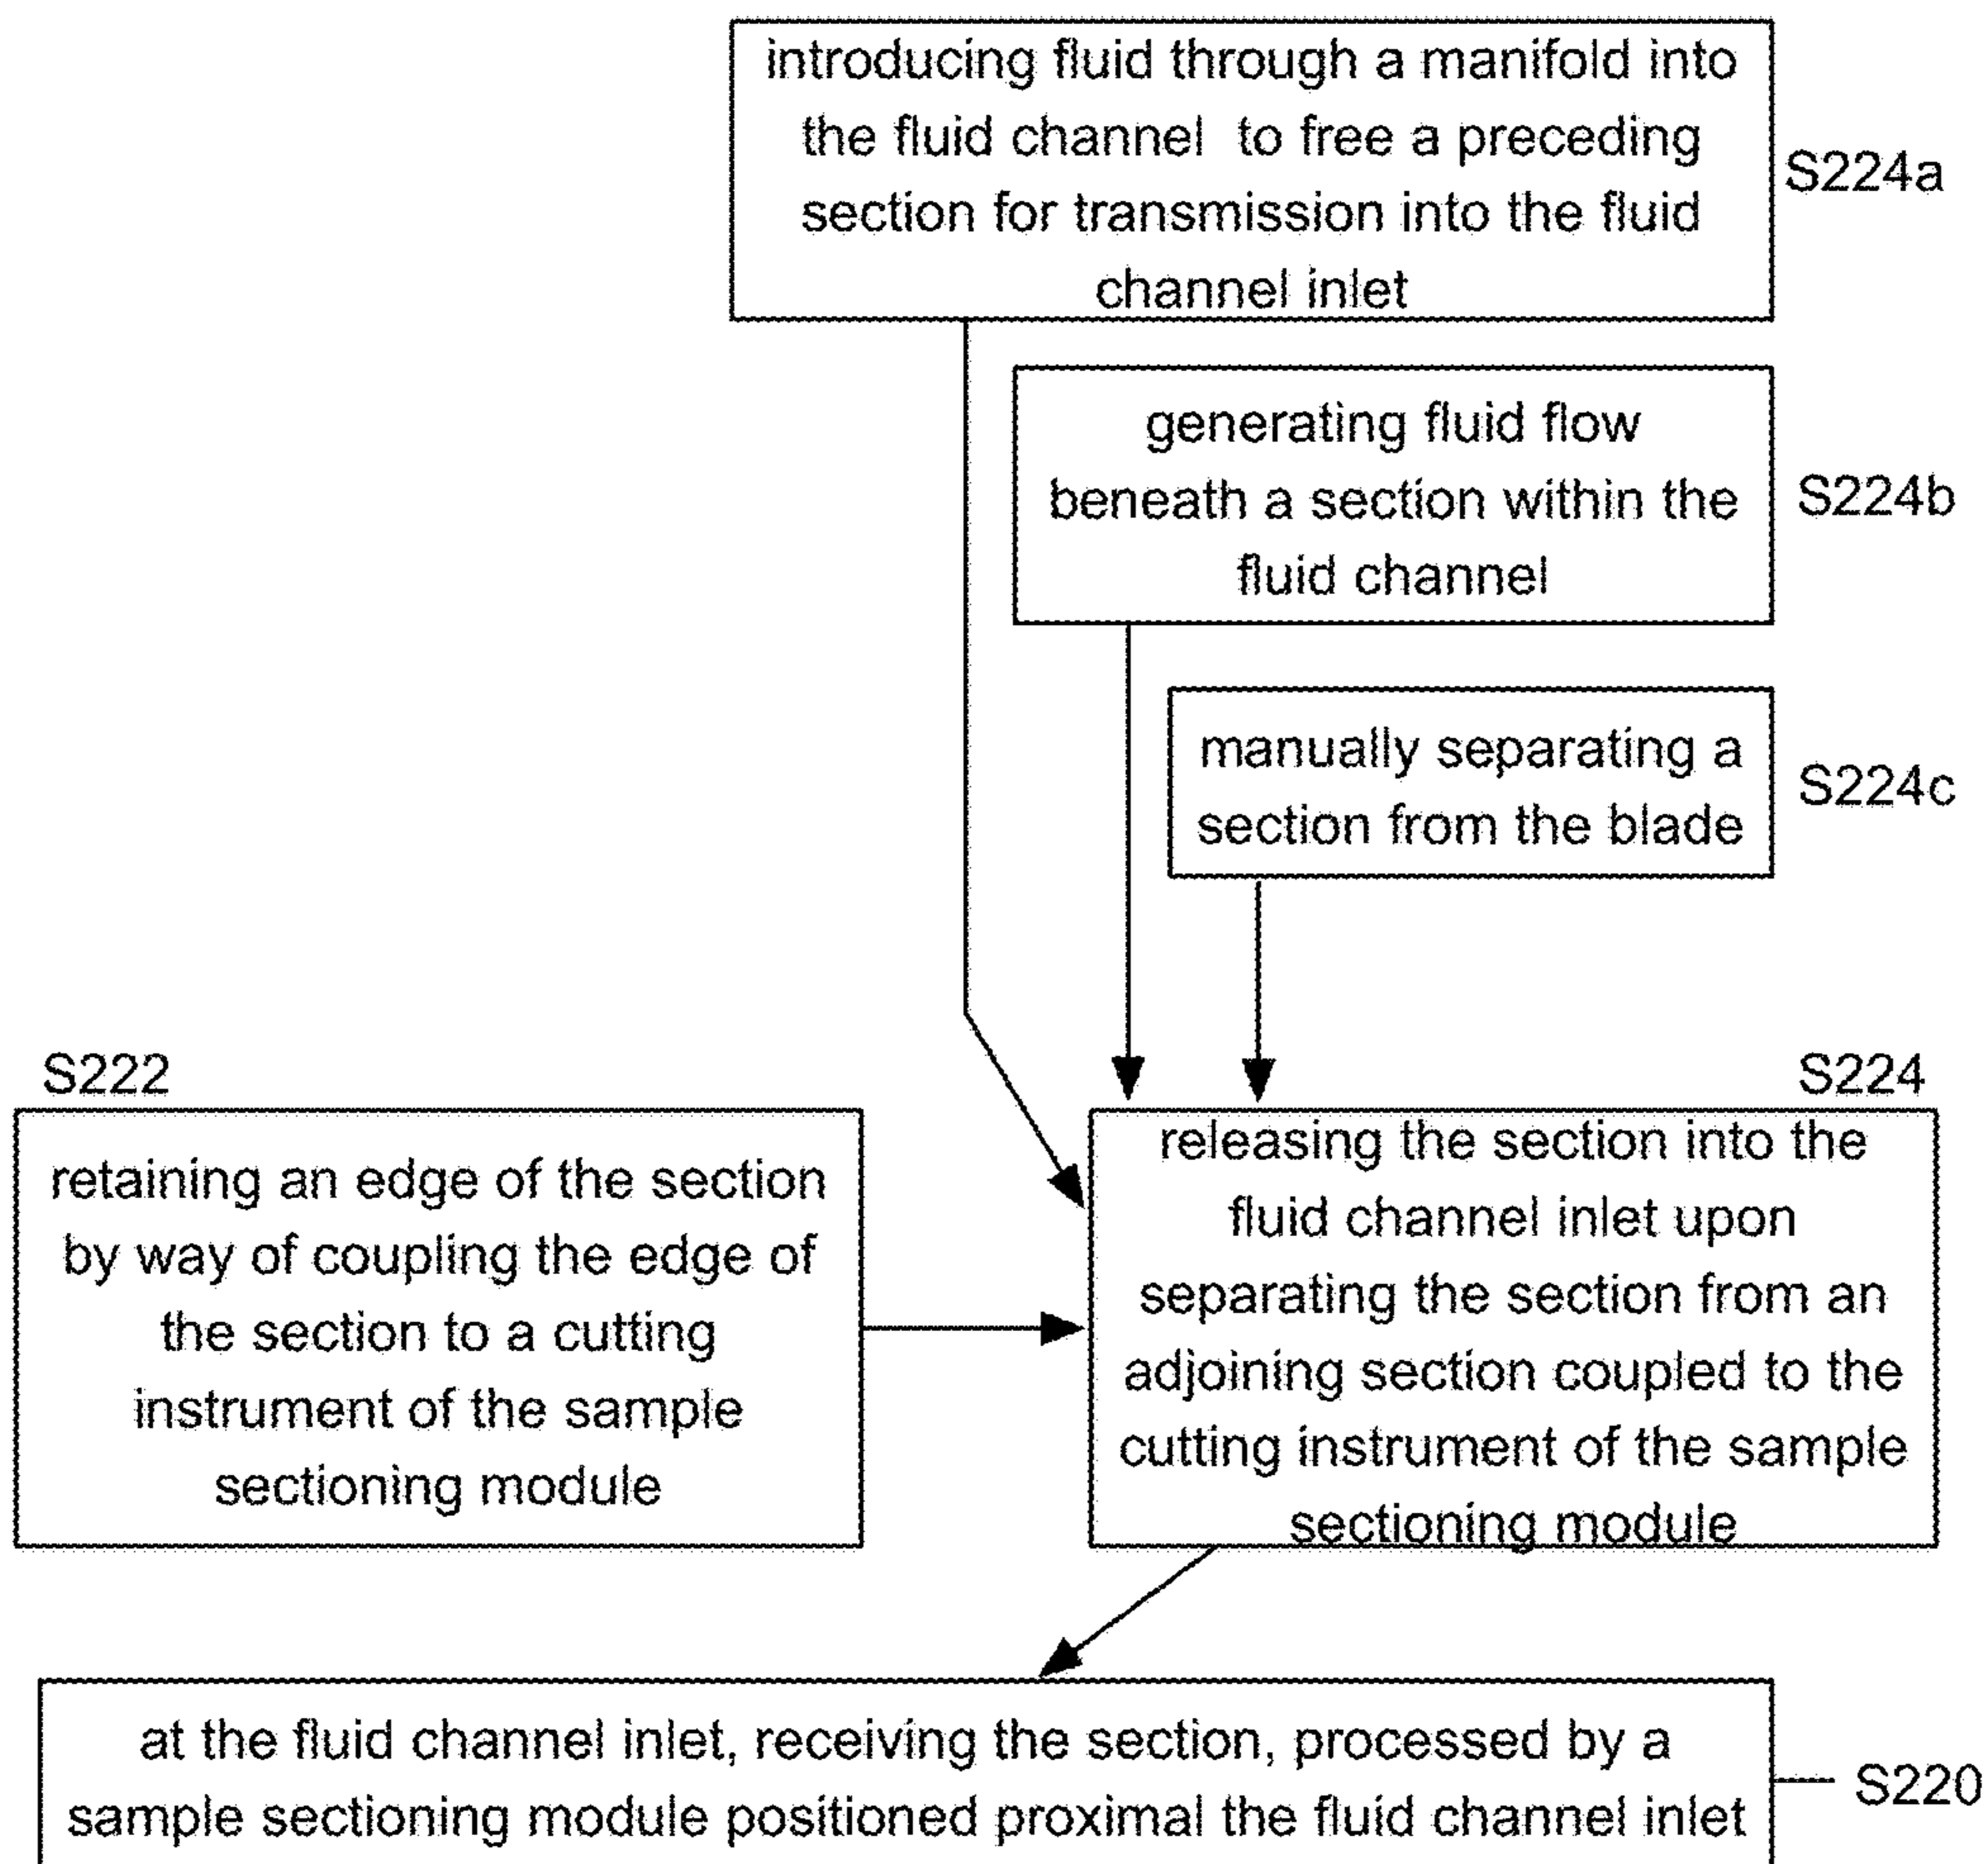 introducing fluid through a manifold into
the fluid channel to free a preceding
section for transmission into the fluid
channel inlet
S224a
generating fluid flow
beneath a section within the
fluid channel
S224b
manually separating a
section from the blade
S224c
S222
retaining an edge of the section
by way of coupling the edge of
the section to a cutting
instrument of the sample
sectioning module
S224
releasing the section into the
fluid channel inlet upon
separating the section from an
adjoining section coupled to the
cutting instrument of the sample
sectioning module
at the fluid channel inlet, receiving the section, processed by a
sample sectioning module positioned proximal the fluid channel inlet
S220